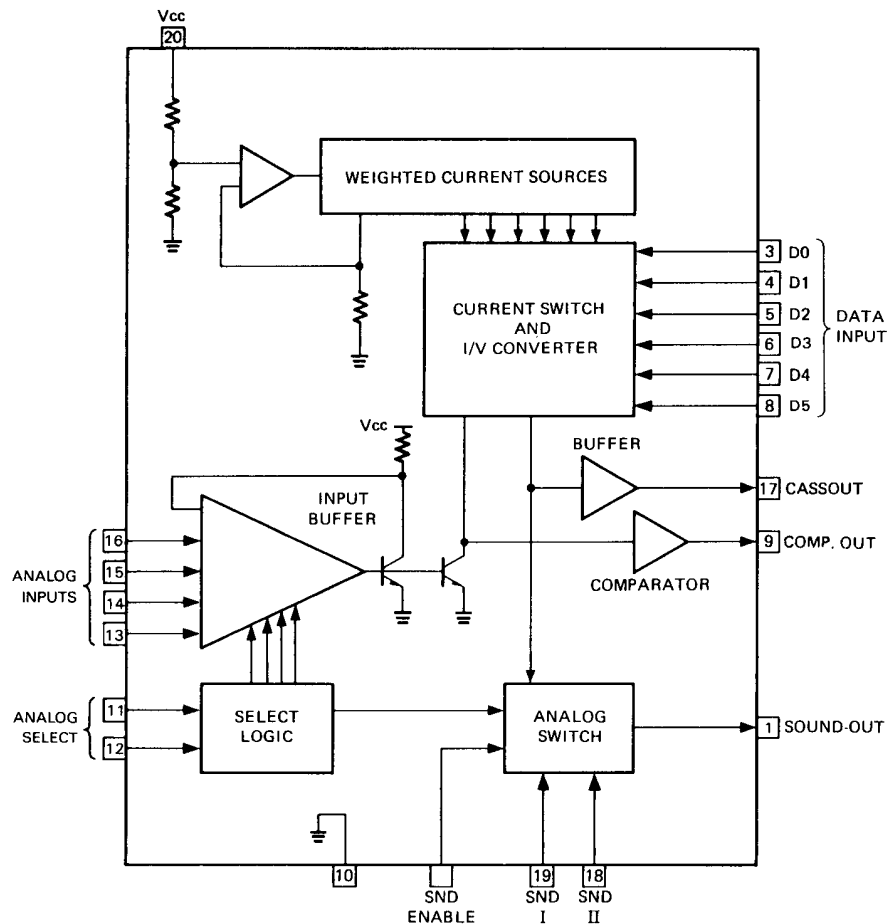 Vcc
20
WEIGHTED CURRENT SOURCES
3 D0
4 D1
5 D2
6 D3
7 D4
8 D5
DATA
INPUT
CURRENT SWITCH
AND
I/V CONVERTER
Vcc
BUFFER
17 CASSOUT
INPUT
BUFFER
9 COMP. OUT
COMPARATOR
ANALOG
INPUTS
16
15
14
13
ANALOG
SELECT
11
12
SELECT
LOGIC
ANALOG
SWITCH
1 SOUND-OUT
10
SND
ENABLE
19
SND
I
18
SND
II